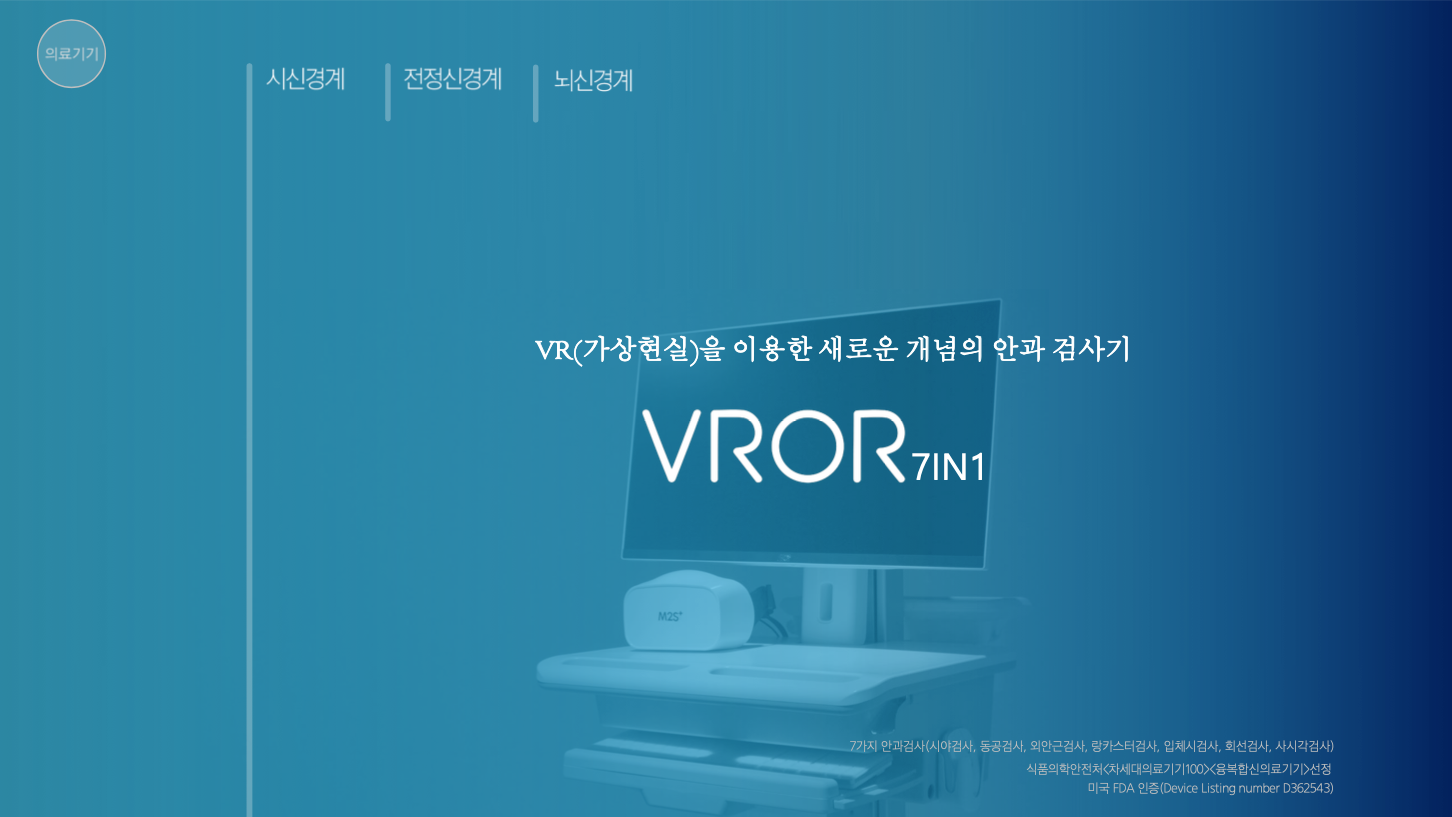 의료기기
시신경계
전정신경계
뇌신경계
VR(가상현실)을 이용한 새로운 개념의 안과 검사기
VROR 7IN1
M2S+
7가지 안과검사(시야검사, 동공검사, 외안근검사, 랑카스터검사, 입체시검사, 회선검사, 사시각검사)
식품의학안전처<차세대의료기기100><융복합신의료기기>선정
미국 FDA 인증(Device Listing number D362543)